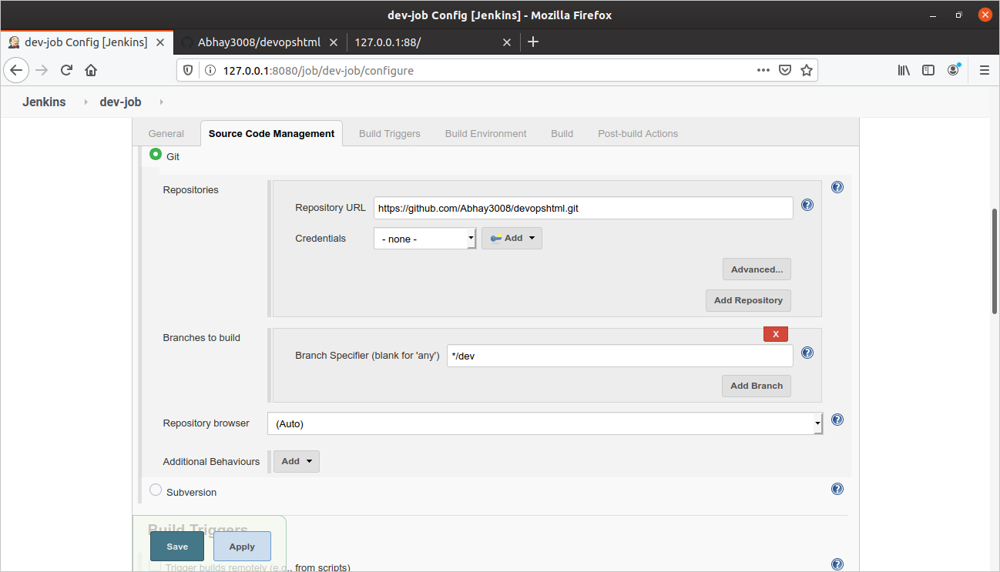 dev-job Config [Jenkins] - Mozilla Firefox
dev-job Config [Jenkins]
Abhay3008/devopshtml
127.0.0.1:88/
127.0.0.1:8080/job/dev-job/configure
Jenkins
dev-job
General
Source Code Management
Build Triggers
Build Environment
Build
Post-build Actions
Git
Repositories
Repository URL
https://github.com/Abhay3008/devopshtml.git
Credentials
- none -
Add
Advanced...
Add Repository
Branches to build
X
Branch Specifier (blank for 'any')
*/dev
Add Branch
Repository browser
(Auto)
Additional Behaviours
Add
Subversion
Build Triggers
Save
Apply
Trigger builds remotely (e.g., from scripts)